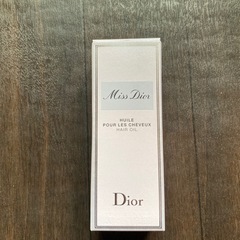 Miss Dior
HUILE
POUR LES CHEVEUX
HAIR OIL
Dior